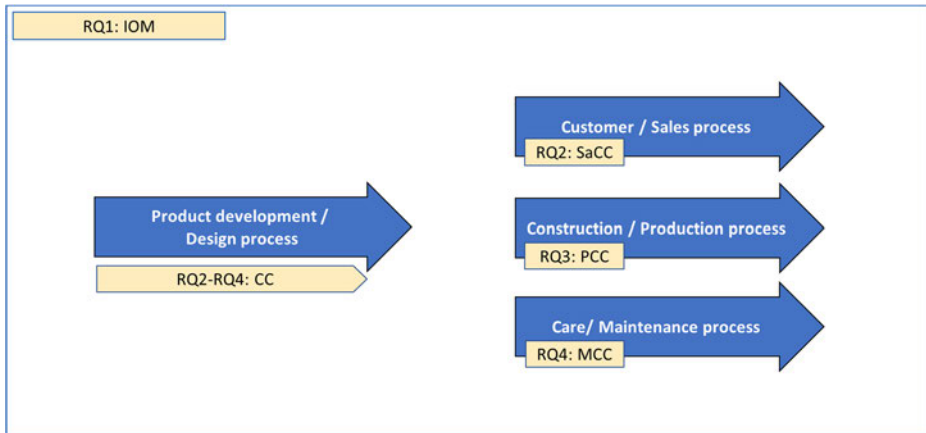 RQ1: IOM
Customer / Sales process
RQ2: SaCC
Product development /
Design process
RQ2-RQ4: CC
Construction / Production process
RQ3: PCC
Care/ Maintenance process
RQ4: MCC